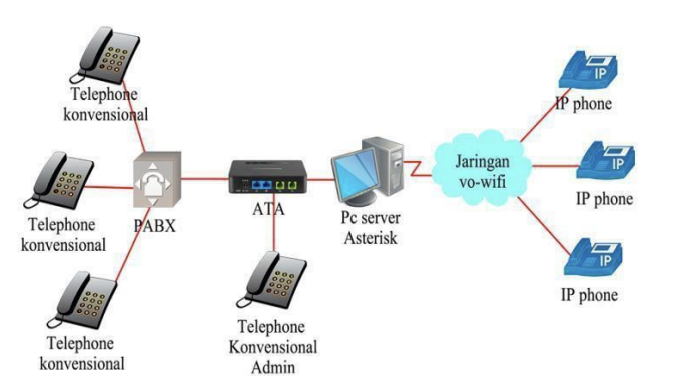 Telephone
konvensional
IP
IP phone
Telephone
konvensional
PABX
ATA
Pc server
Asterisk
Jaringan
vo-wifi
IP
IP phone
Telephone
konvensional
Telephone
Konvensional
Admin
IP
IP phone